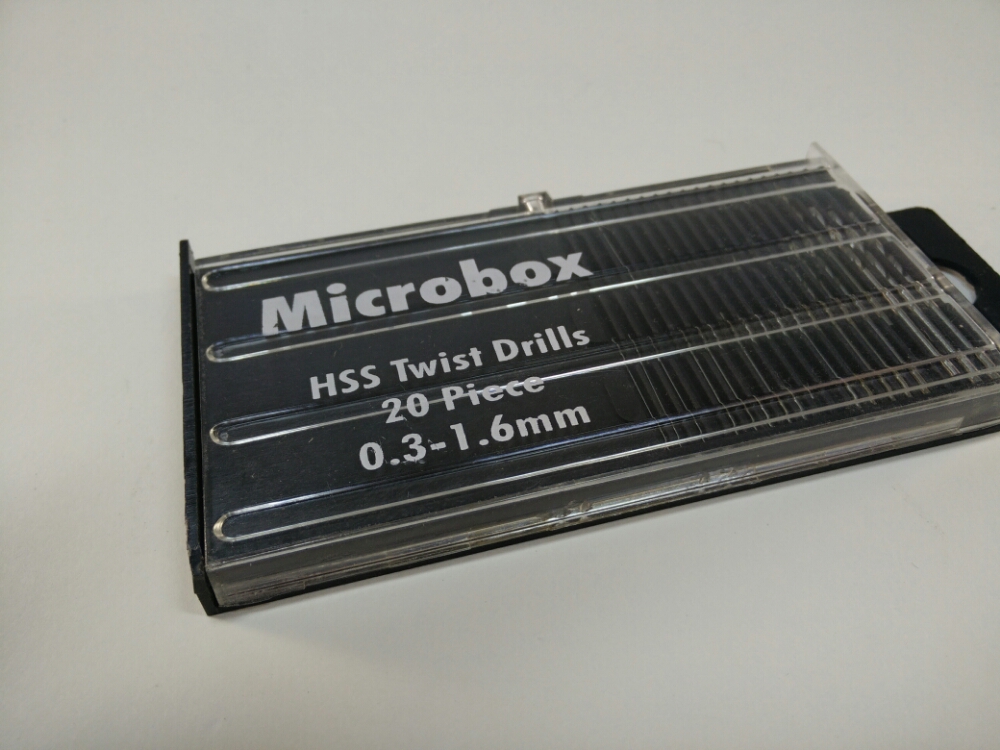 Microbox
HSS Twist Drills
20 Piece
0.3-1.6mm